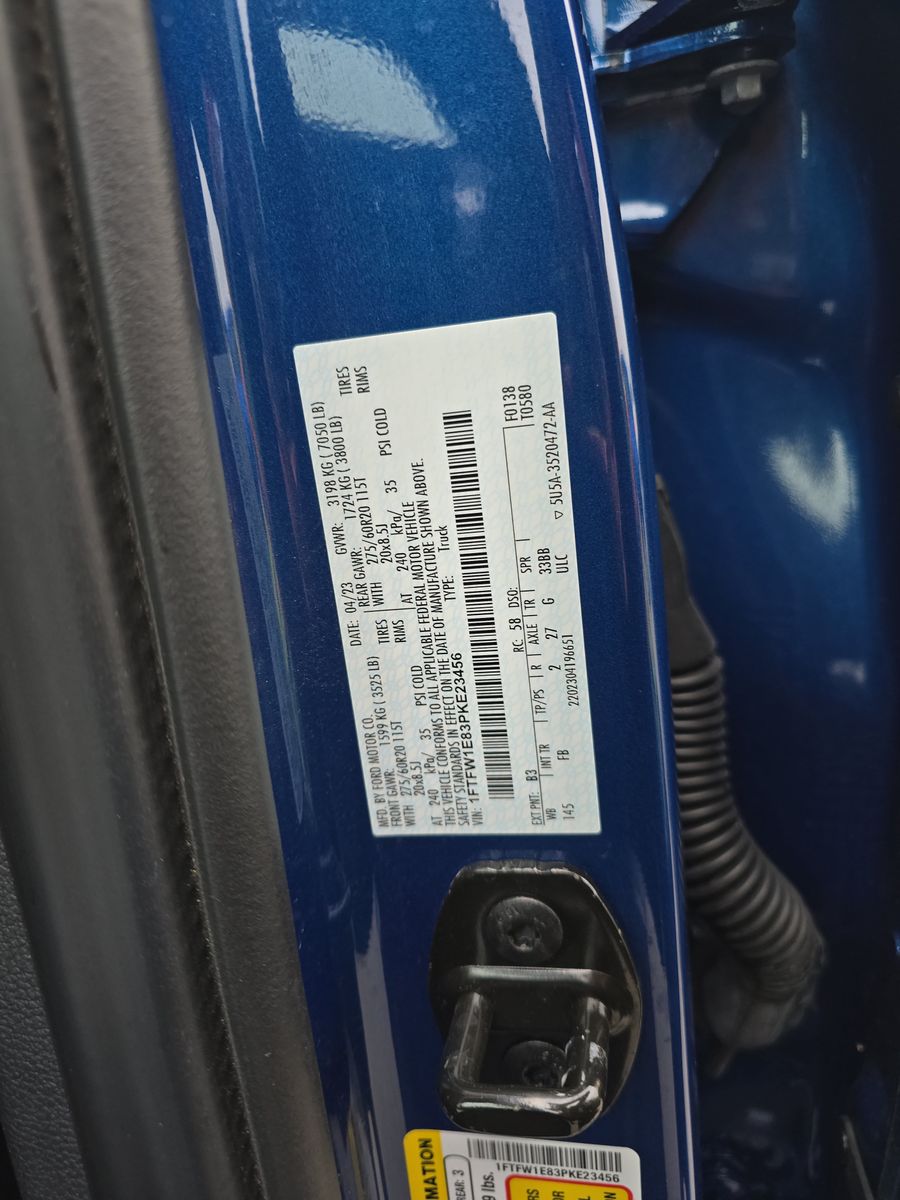 MFD. BY FORD MOTOR CO.
DATE: 04/23 GVWR: 3198 KG ( 7050 LB)
FRONT GAWR: 1599 KG ( 3525 LB)
REAR GAWR: 1724 KG ( 3800 LB)
WITH 275/60R20 115T TIRES
WITH 275/60R20 115T TIRES
20x8.5J RIMS
20x8.5J RIMS
AT 240 kPa/ 35 PSI COLD
AT 240 kPa/ 35 PSI COLD
THIS VEHICLE CONFORMS TO ALL APPLICABLE FEDERAL MOTOR VEHICLE
SAFETY STANDARDS IN EFFECT ON THE DATE OF MANUFACTURE SHOWN ABOVE.
VIN: 1FTFW1E83PKE23456
TYPE: Truck
F0138
T0580
EXT PNT: B3 RC: 58 DSO:
WB INT TR TP/PS R AXLE TR SPR
145 FB 2 27 G 33BB
2202304196651 ULC ▽ 5U5A-3520472-AA
1FTFW1E83PKE23456
REAR: 3